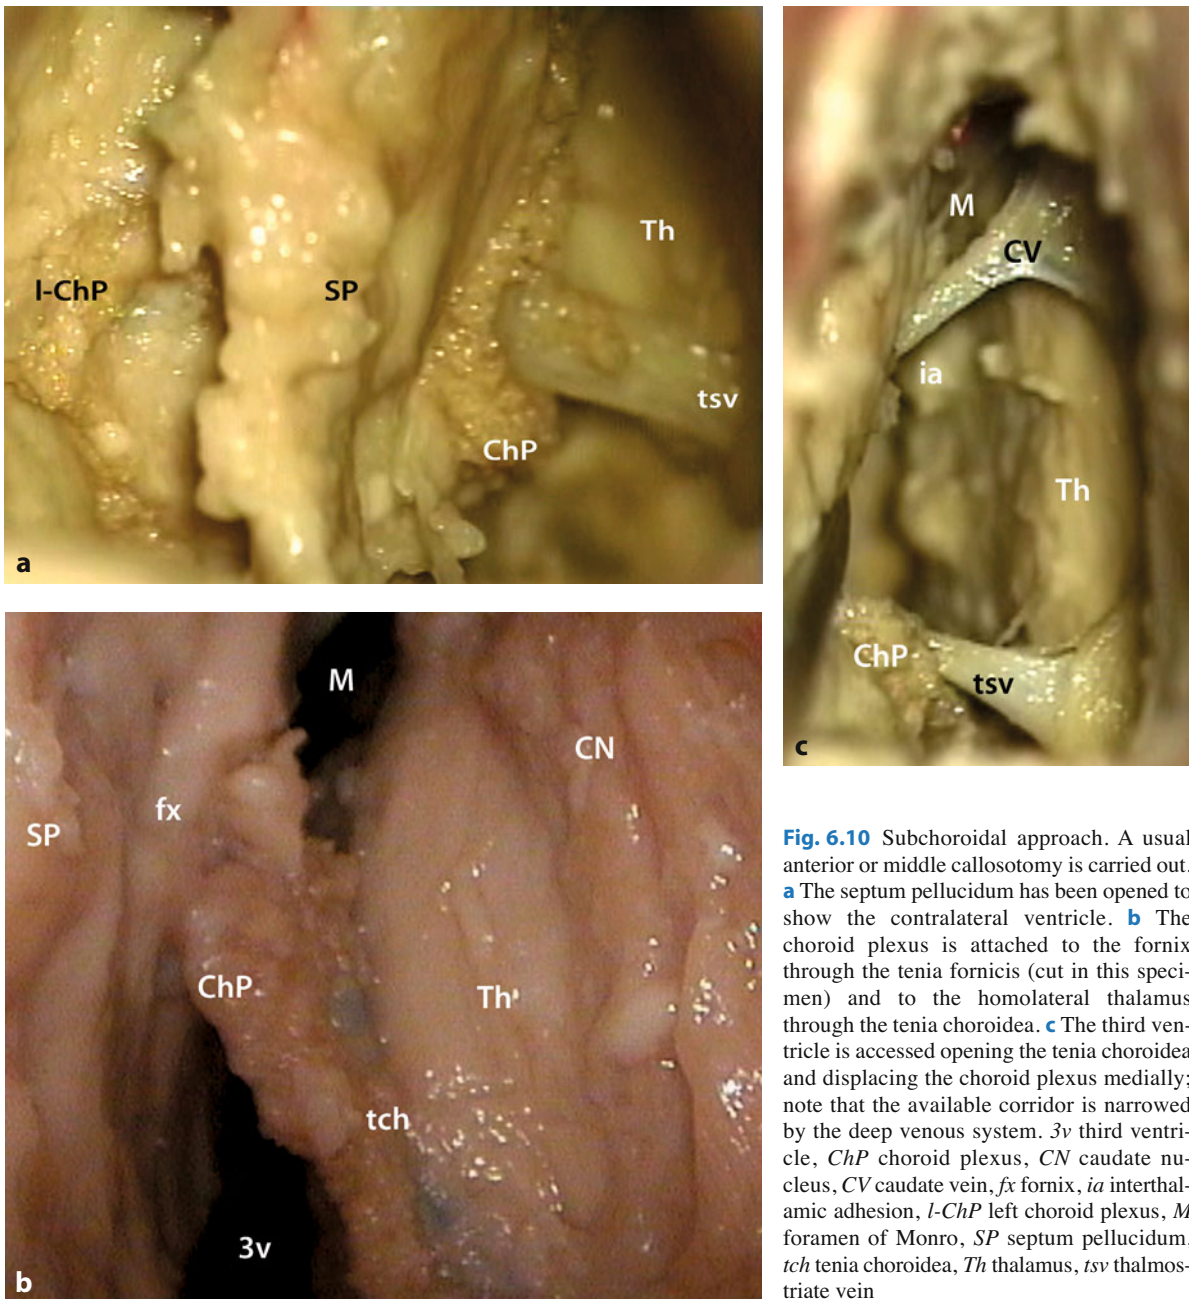 l-ChP
SP
Th
tsv
ChP
a
M
CV
ia
Th
ChP
tsv
c
M
CN
fx
SP
ChP
Th
tch
3v
b
Fig. 6.10 Subchoroidal approach. A usual
anterior or middle callosotomy is carried out.
a The septum pellucidum has been opened to
show the contralateral ventricle. b The
choroid plexus is attached to the fornix
through the tenia fornicis (cut in this speci-
men) and to the homolateral thalamus
through the tenia choroidea. c The third ven-
tricle is accessed opening the tenia choroidea
and displacing the choroid plexus medially;
note that the available corridor is narrowed
by the deep venous system. 3v third ventri-
cle, ChP choroid plexus, CN caudate nu-
cleus, CV caudate vein, fx fornix, ia interthal-
amic adhesion, l-ChP left choroid plexus, M
foramen of Monro, SP septum pellucidum,
tch tenia choroidea, Th thalamus, tsv thalmos-
triate vein